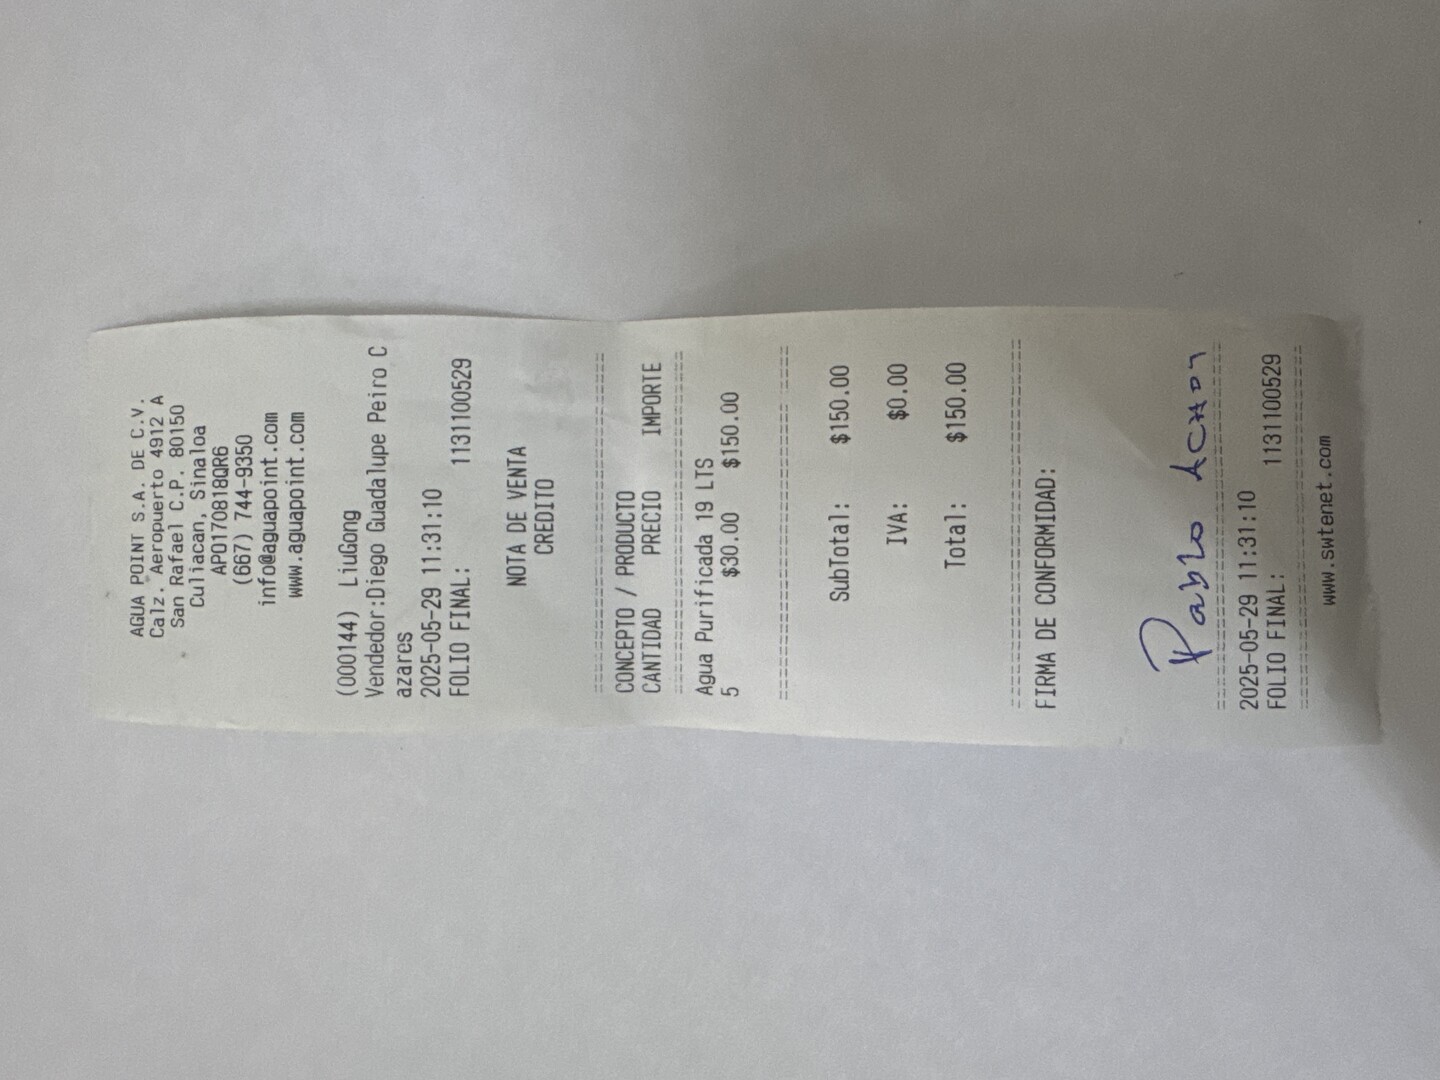 AGUA POINT S.A. DE C.V.
Calz. Aeropuerto 4912 A
San Rafael C.P. 80150
Culiacan, Sinaloa
APO170818QR6
(667) 744-9350
info@aguapoint.com
www.aguapoint.com
(000144) LiuGong
Vendedor:Diego Guadalupe Peiro C
azares
2025-05-29 11:31:10
FOLIO FINAL: 1131100529
NOTA DE VENTA
CREDITO
CONCEPTO / PRODUCTO
CANTIDAD PRECIO IMPORTE
Agua Purificada 19 LTS
5 $30.00 $150.00
SubTotal: $150.00
IVA: $0.00
Total: $150.00
FIRMA DE CONFORMIDAD:
Pablo
2025-05-29 11:31:10
FOLIO FINAL: 1131100529
www.swtenet.com